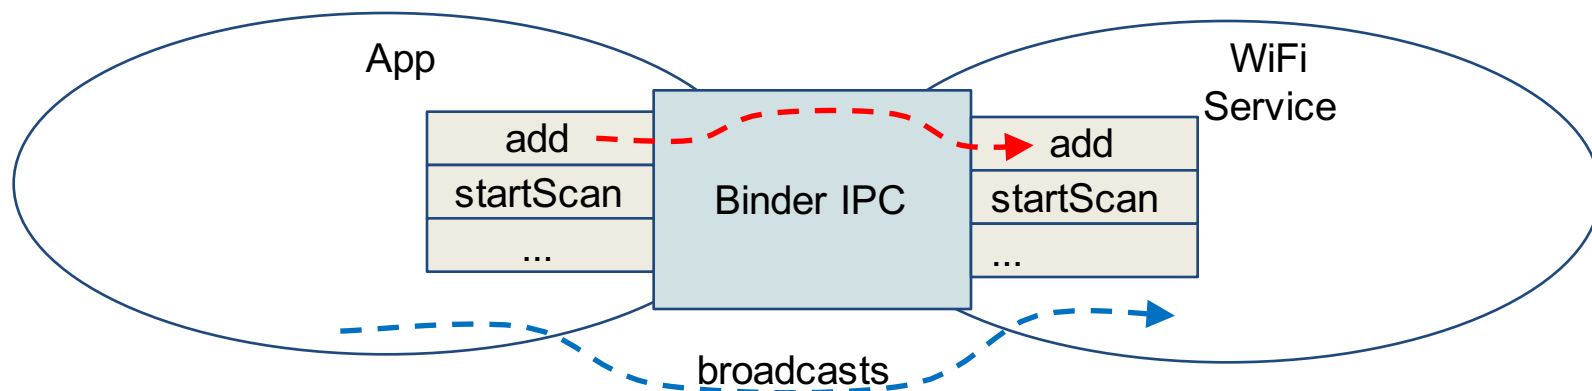 App
WiFi
Service
add
startScan
...
Binder IPC
add
startScan
...
broadcasts